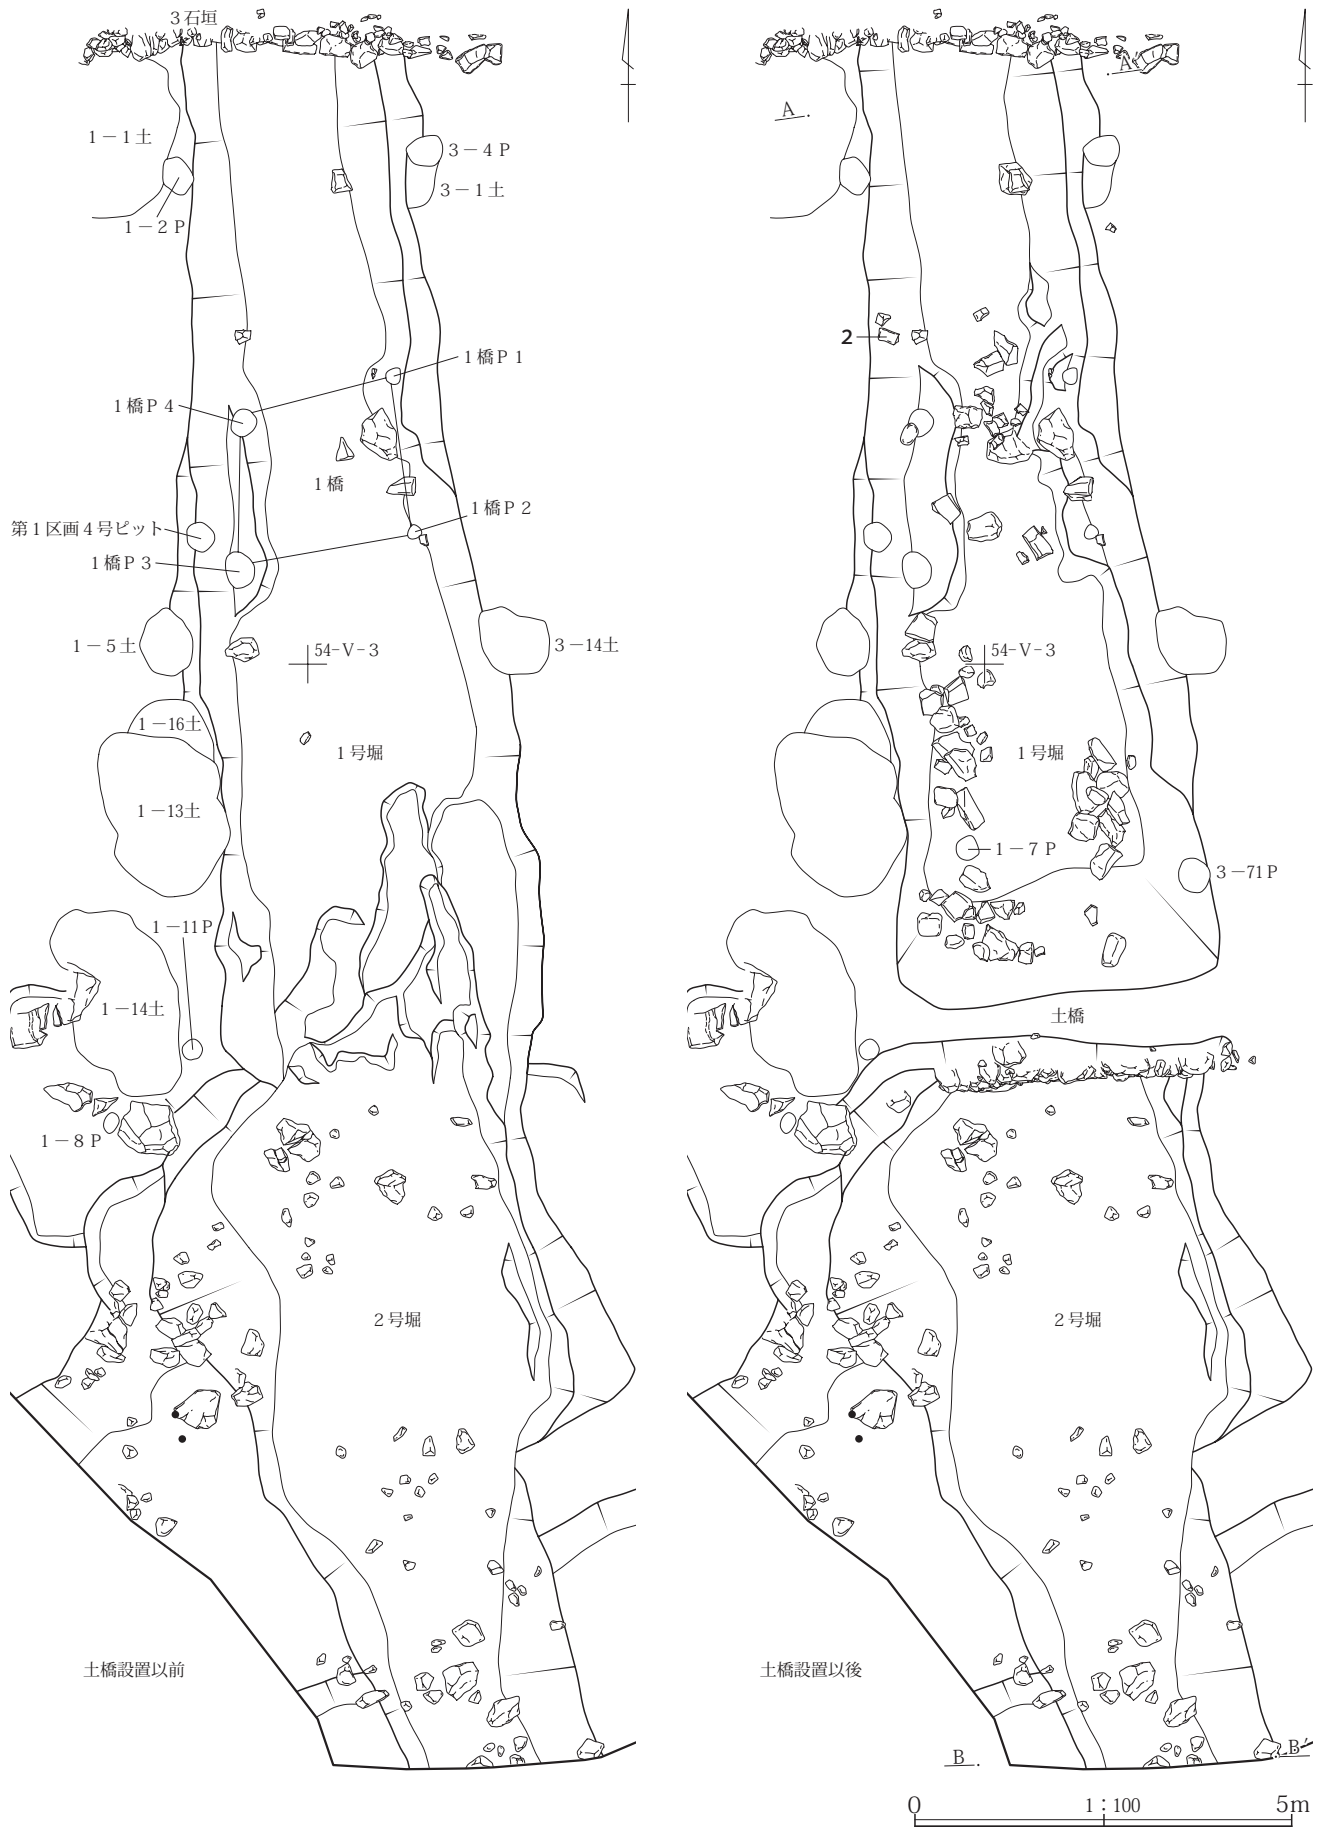 3石垣
1－1土
1－2P
3－4P
3－1土
1橋P1
1橋P4
1橋
1橋P2
第1区画4号ピット
1橋P3
1－5土
54-V-3
3－14土
1－16土
1号堀
1－13土
1－11P
1－14土
1－8P
2号堀
土橋設置以前
A
A'
2
54-V-3
1号堀
1－7P
3－71P
土橋
2号堀
土橋設置以後
B
B'
0 1：100 5m